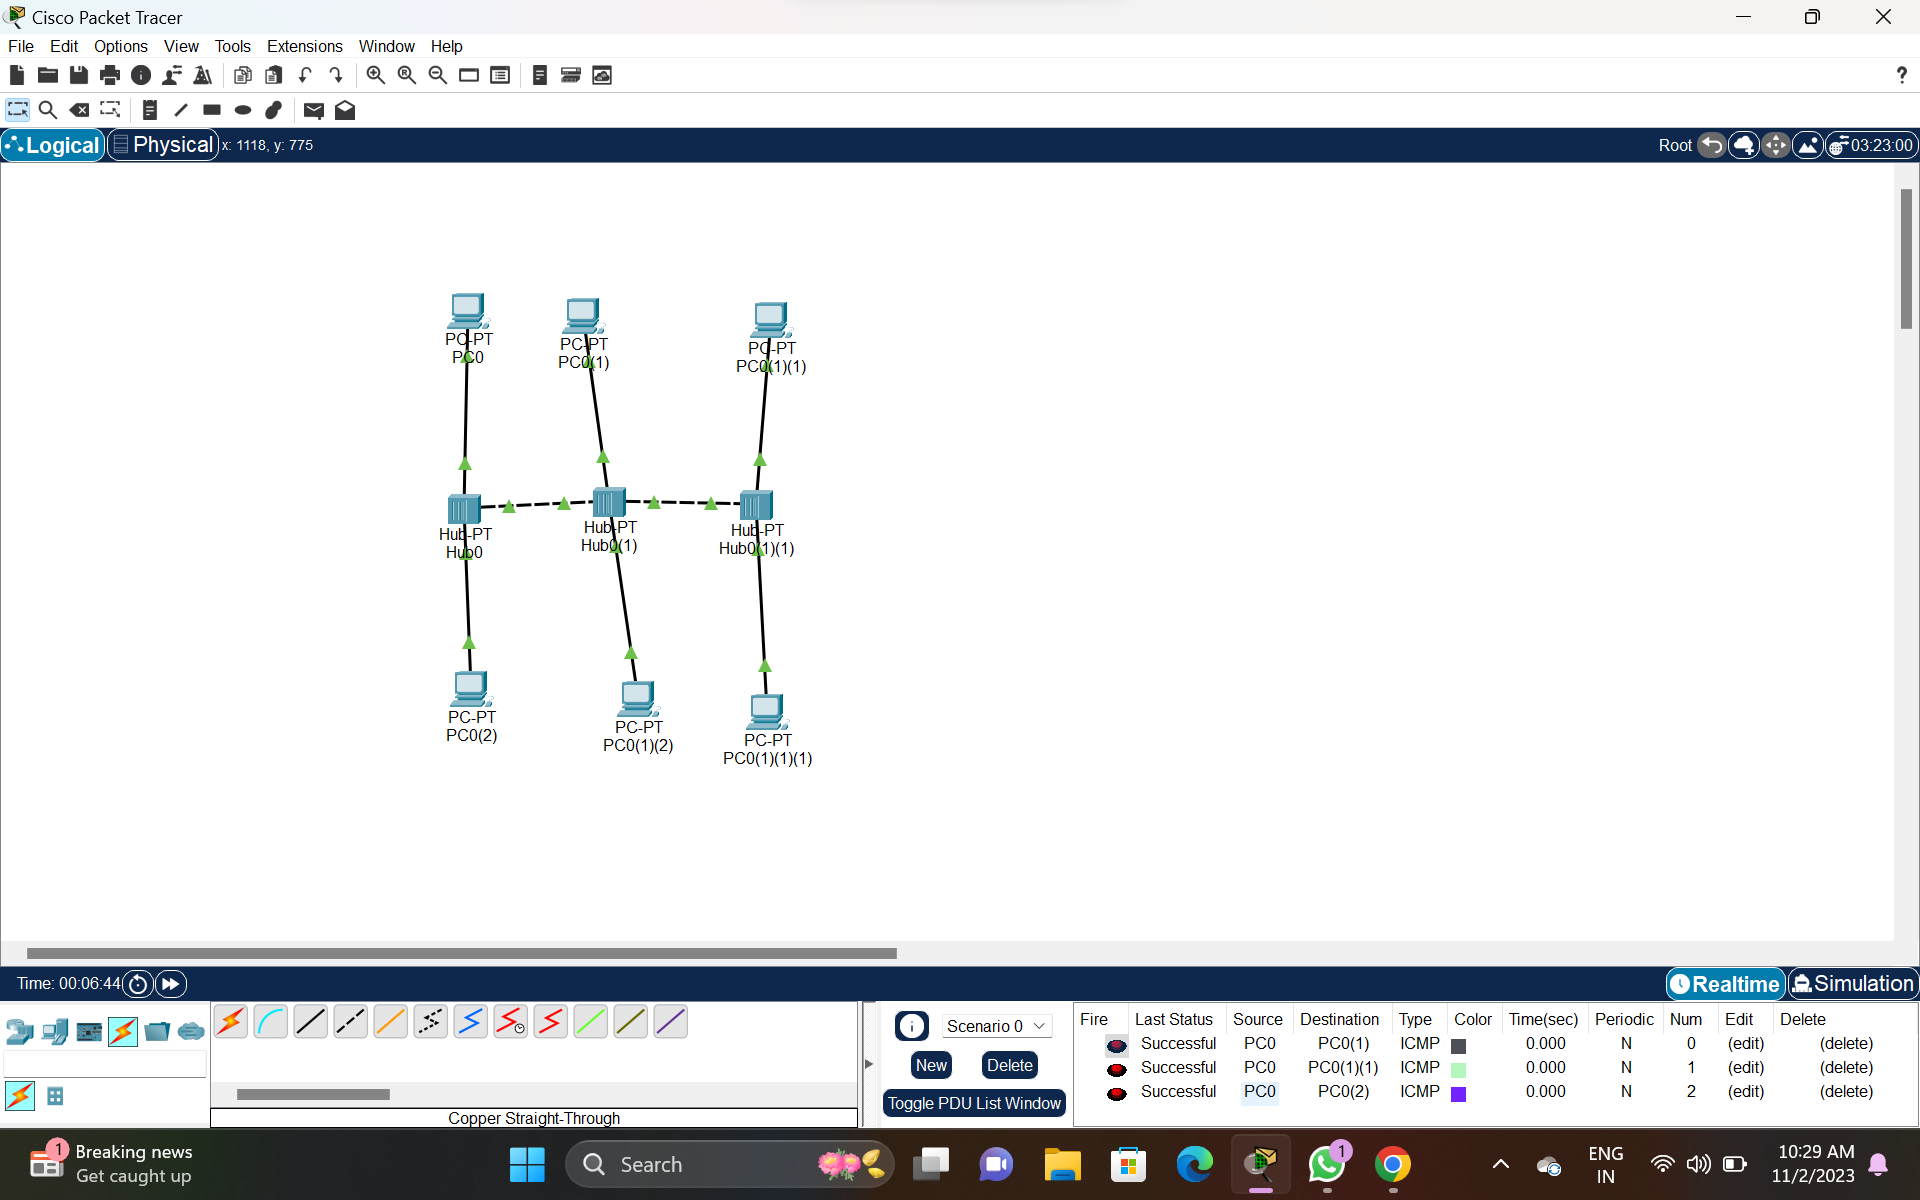 Cisco Packet Tracer
File Edit Options View Tools Extensions Window Help
?
Logical Physical x: 1118, y: 775 Root 03:23:00
PC-PT
PC0
PC-PT
PC0(1)
PC-PT
PC0(1)(1)
Hub-PT
Hub0
Hub-PT
Hub0(1)
Hub-PT
Hub0(1)(1)
PC-PT
PC0(2)
PC-PT
PC0(1)(2)
PC-PT
PC0(1)(1)(1)
Time: 00:06:44 Realtime Simulation
Copper Straight-Through
Scenario 0
New Delete
Toggle PDU List Window
Fire Last Status Source Destination Type Color Time(sec) Periodic Num Edit Delete
Successful PC0 PC0(1) ICMP 0.000 N 0 (edit) (delete)
Successful PC0 PC0(1)(1) ICMP 0.000 N 1 (edit) (delete)
Successful PC0 PC0(2) ICMP 0.000 N 2 (edit) (delete)
1
Breaking news
Get caught up
Search
1
ENG
IN
10:29 AM
11/2/2023